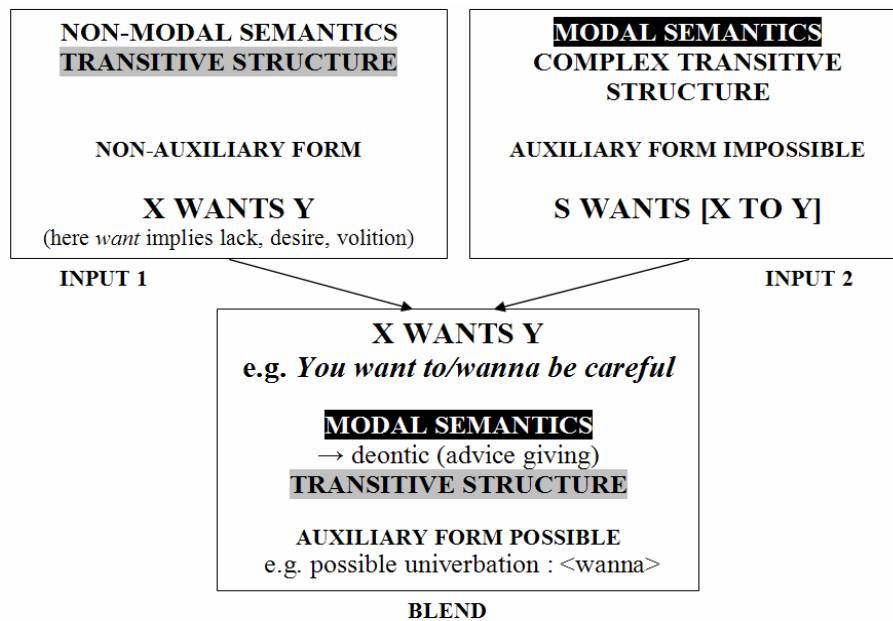 NON-MODAL SEMANTICS
TRANSITIVE STRUCTURE
NON-AUXILIARY FORM
X WANTS Y
(here want implies lack, desire, volition)
INPUT 1
MODAL SEMANTICS
COMPLEX TRANSITIVE
STRUCTURE
AUXILIARY FORM IMPOSSIBLE
S WANTS [X TO Y]
INPUT 2
X WANTS Y
e.g. You want to/wanna be careful
MODAL SEMANTICS
→ deontic (advice giving)
TRANSITIVE STRUCTURE
AUXILIARY FORM POSSIBLE
e.g. possible univerbation : <wanna>
BLEND